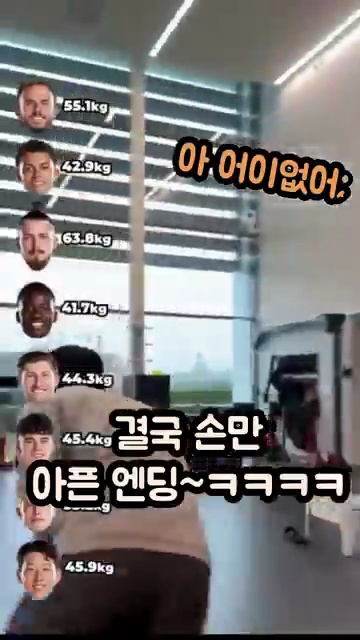 55.1kg
42.9kg
아 어이없어;
63.8kg
41.7kg
44.3kg
45.4kg
결국 손만
아픈 엔딩~ㅋㅋㅋㅋ
45.9kg